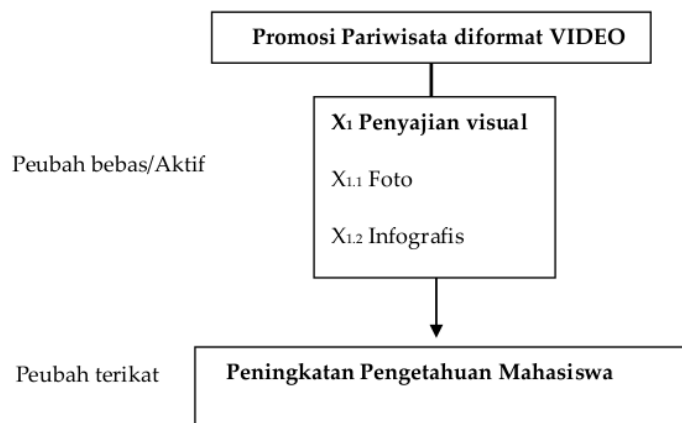 Promosi Pariwisata diformat VIDEO
X1 Penyajian visual
Peubah bebas/Aktif
X1.1 Foto
X1.2 Infografis
Peubah terikat
Peningkatan Pengetahuan Mahasiswa